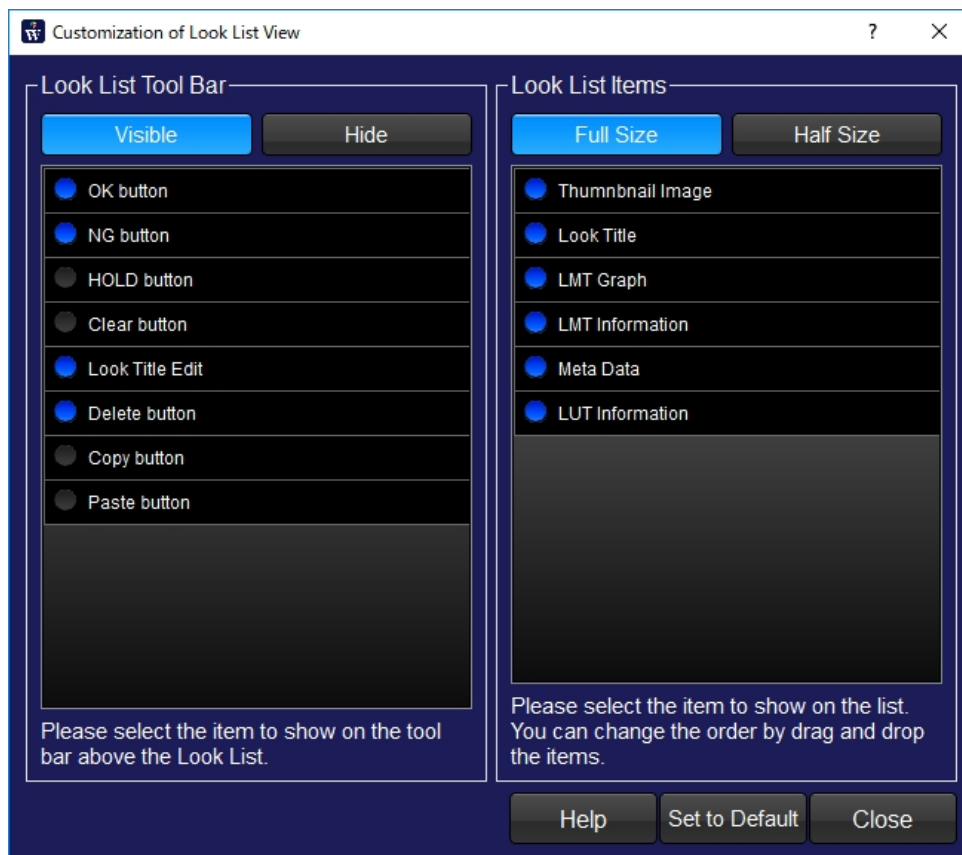 Customization of Look List View
?
Look List Tool Bar
Visible
Hide
OK button
NG button
HOLD button
Clear button
Look Title Edit
Delete button
Copy button
Paste button
Please select the item to show on the tool
bar above the Look List.
Look List Items
Full Size
Half Size
Thumnbnail Image
Look Title
LMT Graph
LMT Information
Meta Data
LUT Information
Please select the item to show on the list.
You can change the order by drag and drop
the items.
Help
Set to Default
Close